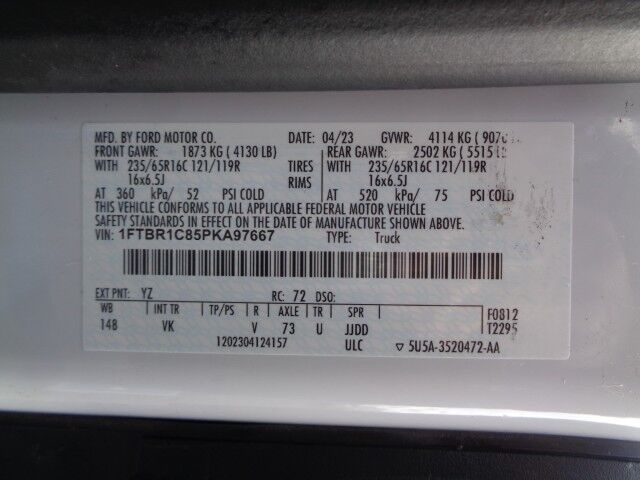 MFD. BY FORD MOTOR CO. DATE: 04/23 GVWR: 4114 KG (
FRONT GAWR: 1873 KG ( 4130 LB) REAR GAWR: 2502 KG ( 5515
WITH 235/65R16C 121/119R TIRES WITH 235/65R16C 121/119R
16x6.5J RIMS 16x6.5J
AT 360 kPa/ 52 PSI COLD AT 520 kPa/ 75 PSI COLD
THIS VEHICLE CONFORMS TO ALL APPLICABLE FEDERAL MOTOR VEHICLE
SAFETY STANDARDS IN EFFECT ON THE DATE OF MANUFACTURE SHOWN ABOVE.
VIN: 1FTBR1C85PKA97667 TYPE: Truck
EXT PNT: YZ RC: 72 DSO:
WB INT TR TP/PS R AXLE TR SPR F0812
148 VK V 73 U JJDD T2295
1202304124157 ULC ▽ 5U5A-3520472-AA